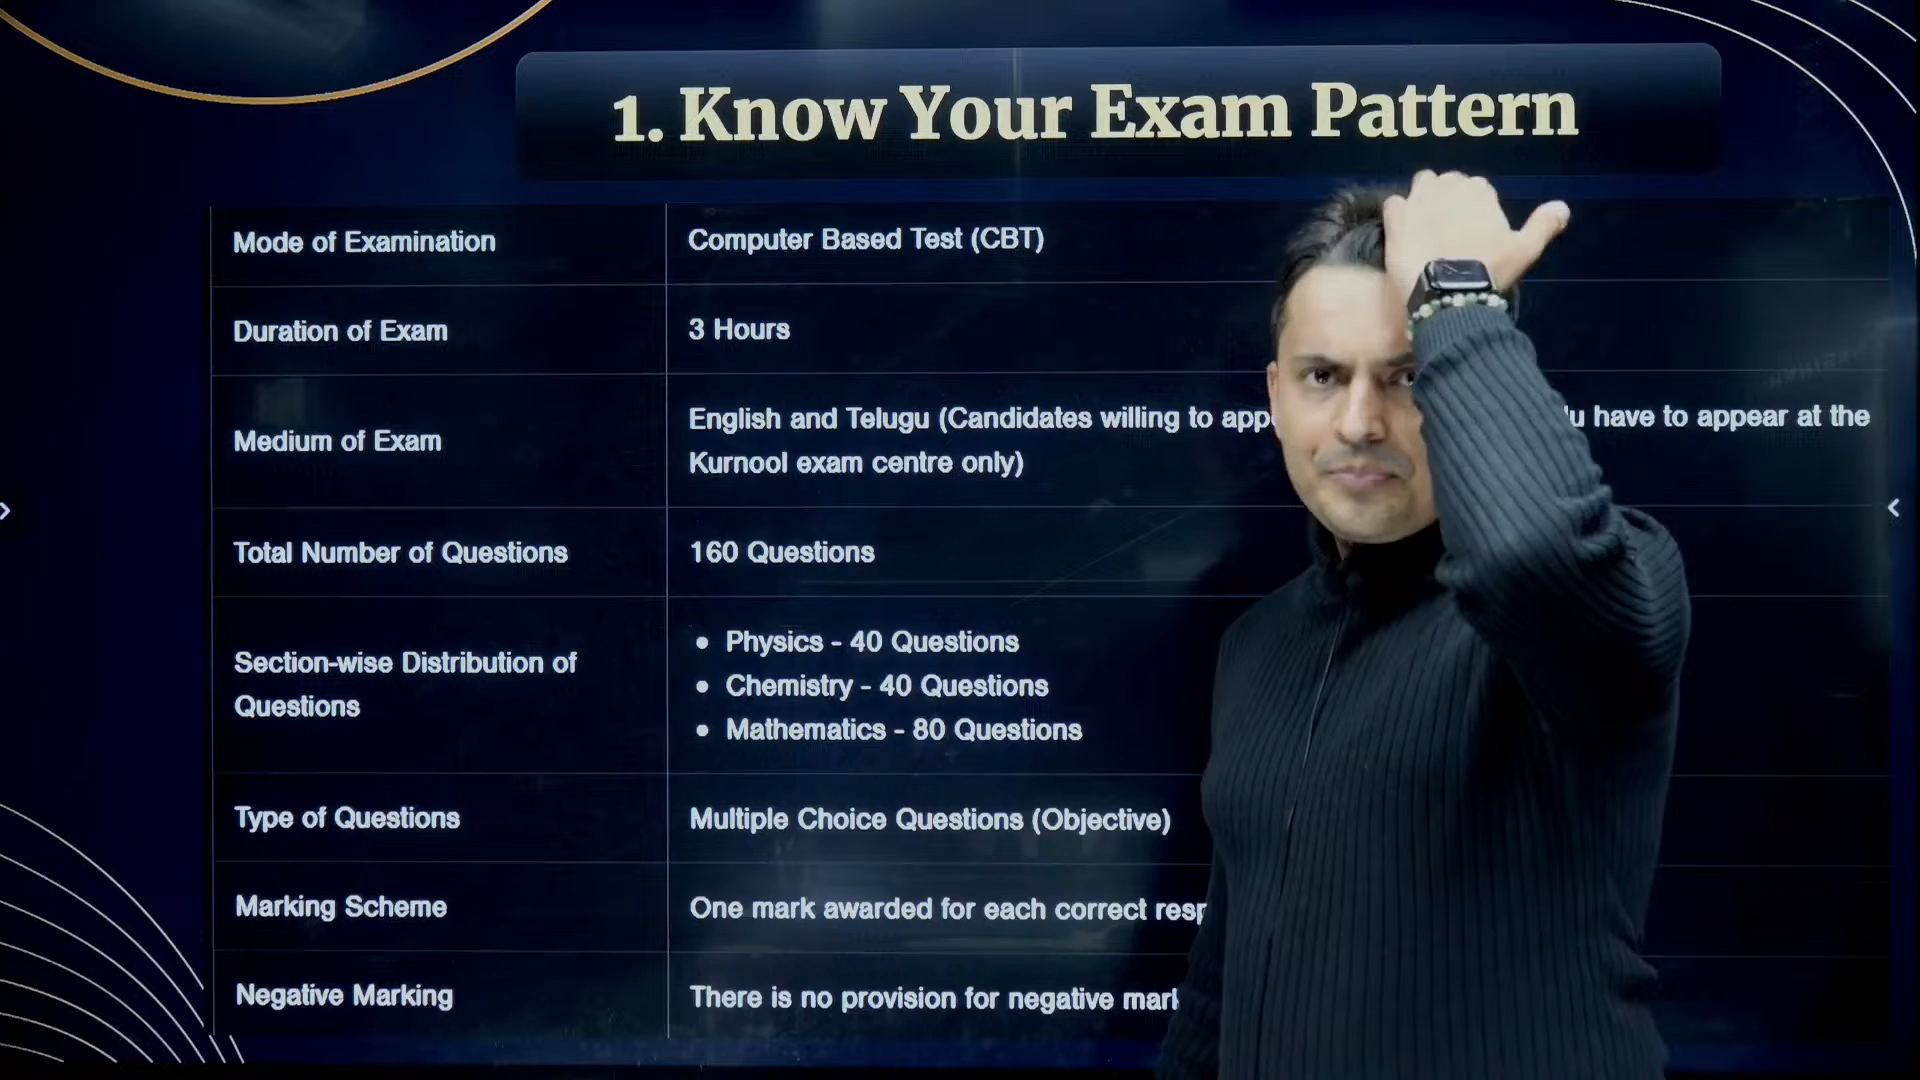 1. Know Your Exam Pattern
Mode of Examination
Computer Based Test (CBT)
Duration of Exam
3 Hours
Medium of Exam
English and Telugu (Candidates willing to have to appear at the
Kurnool exam centre only)
Total Number of Questions
160 Questions
Section-wise Distribution of
Questions
• Physics - 40 Questions
• Chemistry - 40 Questions
• Mathematics - 80 Questions
Type of Questions
Multiple Choice Questions (Objective)
Marking Scheme
One mark awarded for each correct
Negative Marking
There is no provision for negative